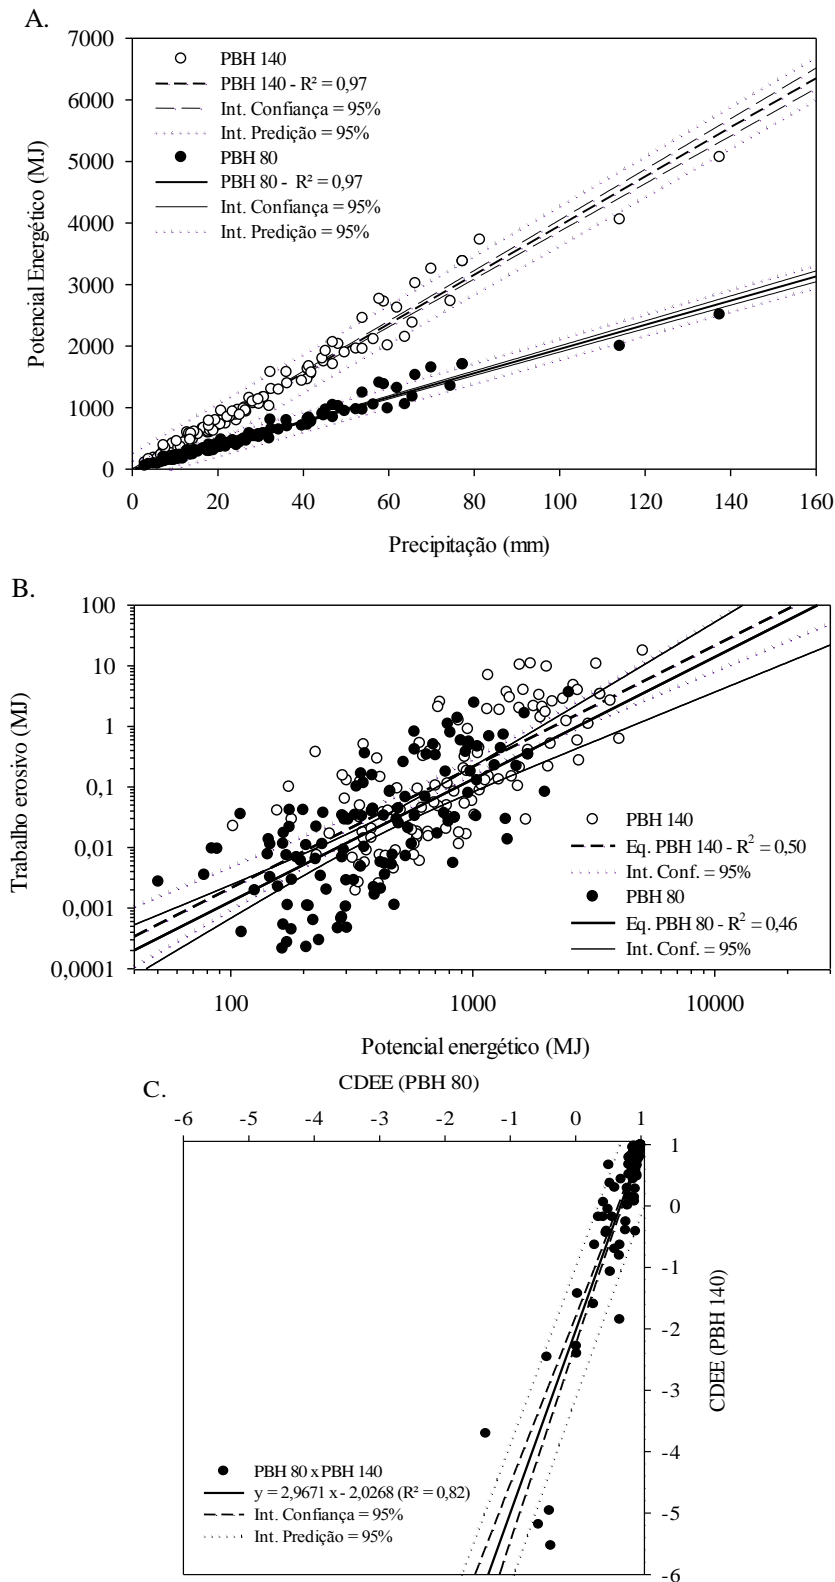 A.
7000
6000
5000
4000
3000
2000
1000
0
Potencial Energético (MJ)
PBH 140
PBH 140 - R² = 0,97
Int. Confiança = 95%
Int. Predição = 95%
PBH 80
PBH 80 - R² = 0,97
Int. Confiança = 95%
Int. Predição = 95%
0 20 40 60 80 100 120 140 160
Precipitação (mm)
B.
100
10
1
0,1
0,01
0,001
0,0001
Trabalho erosivo (MJ)
PBH 140
Eq. PBH 140 - R² = 0,50
Int. Conf. = 95%
PBH 80
Eq. PBH 80 - R² = 0,46
Int. Conf. = 95%
100 1000 10000
Potencial energético (MJ)
C.
CDEE (PBH 80)
-6 -5 -4 -3 -2 -1 0 1
1
0
-1
-2
-3
-4
-5
-6
CDEE (PBH 140)
PBH 80 x PBH 140
y = 2,9671 x - 2,0268 (R² = 0,82)
Int. Confiança = 95%
Int. Predição = 95%